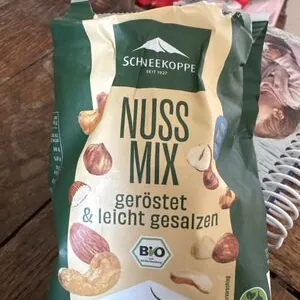 SCHNEEKOPPE
SEIT 1927
NUSS
MIX
geröstet
& leicht gesalzen
BIO